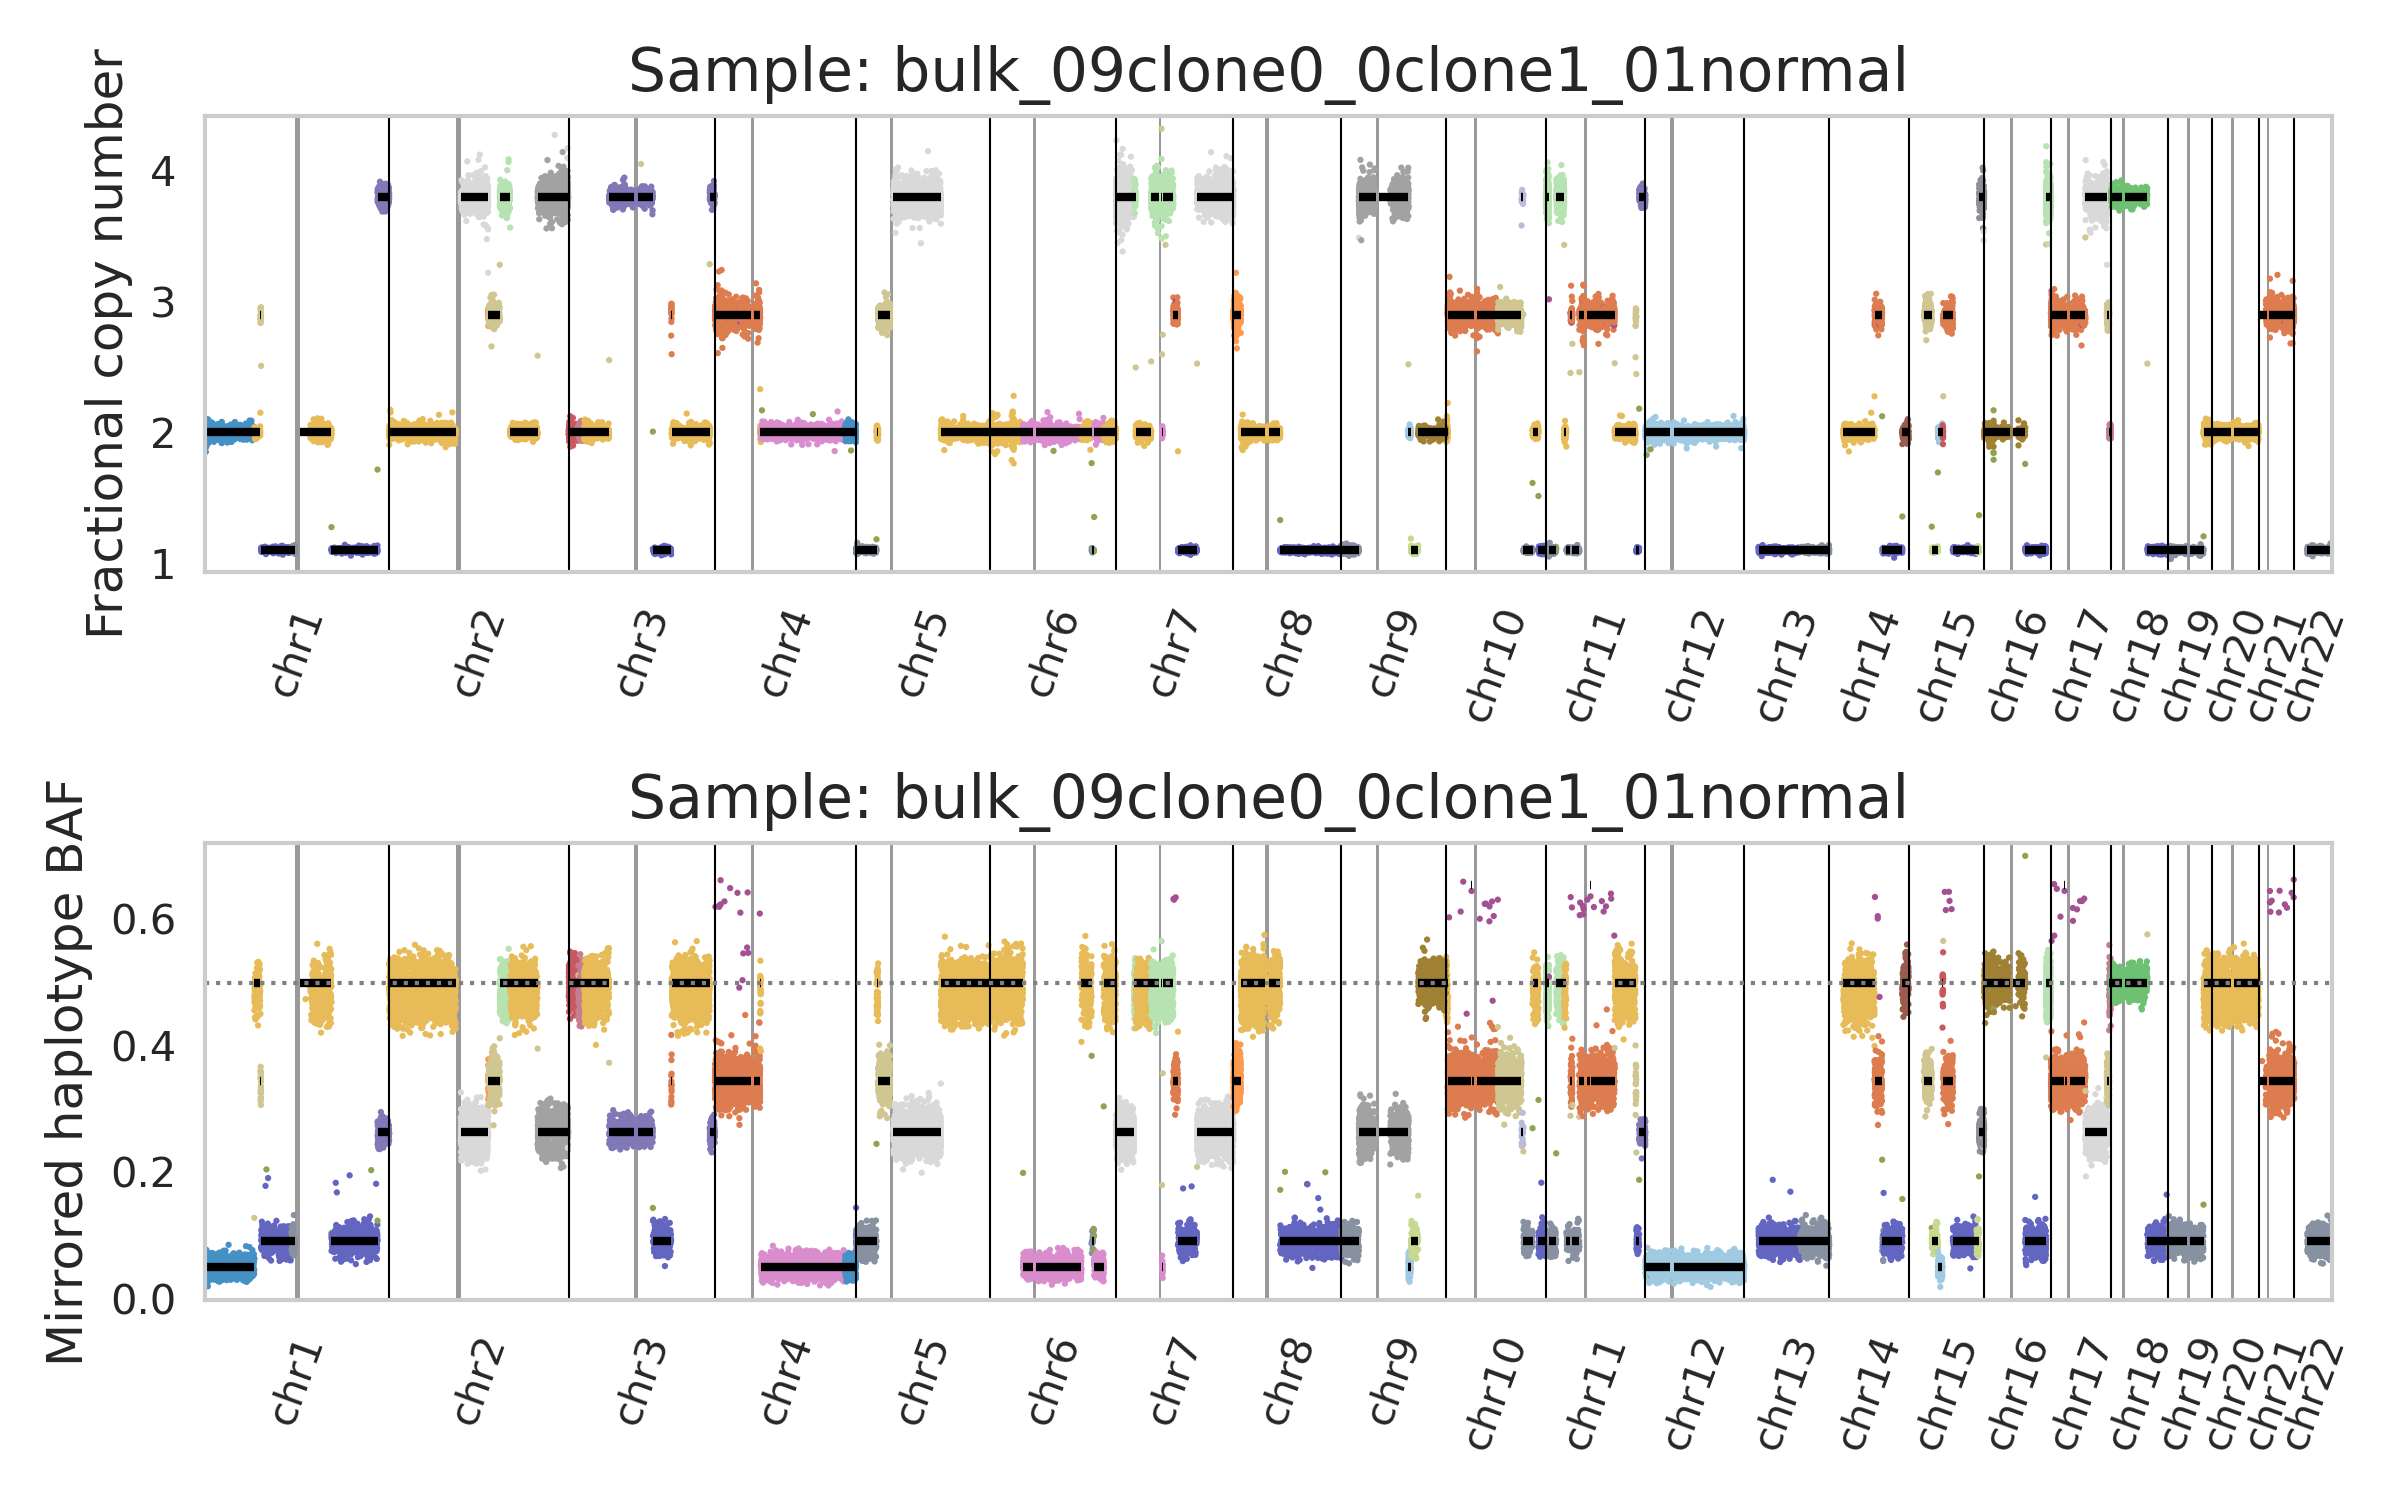 Sample: bulk_09clone0_0clone1_01normal
Fractional copy number
4
3
2
1
chr1 chr2 chr3 chr4 chr5 chr6 chr7 chr8 chr9 chr10 chr11 chr12 chr13 chr14 chr15 chr16 chr17 chr18 chr19 chr20 chr21 chr22
Sample: bulk_09clone0_0clone1_01normal
Mirrored haplotype BAF
0.6
0.4
0.2
0.0
chr1 chr2 chr3 chr4 chr5 chr6 chr7 chr8 chr9 chr10 chr11 chr12 chr13 chr14 chr15 chr16 chr17 chr18 chr19 chr20 chr21 chr22